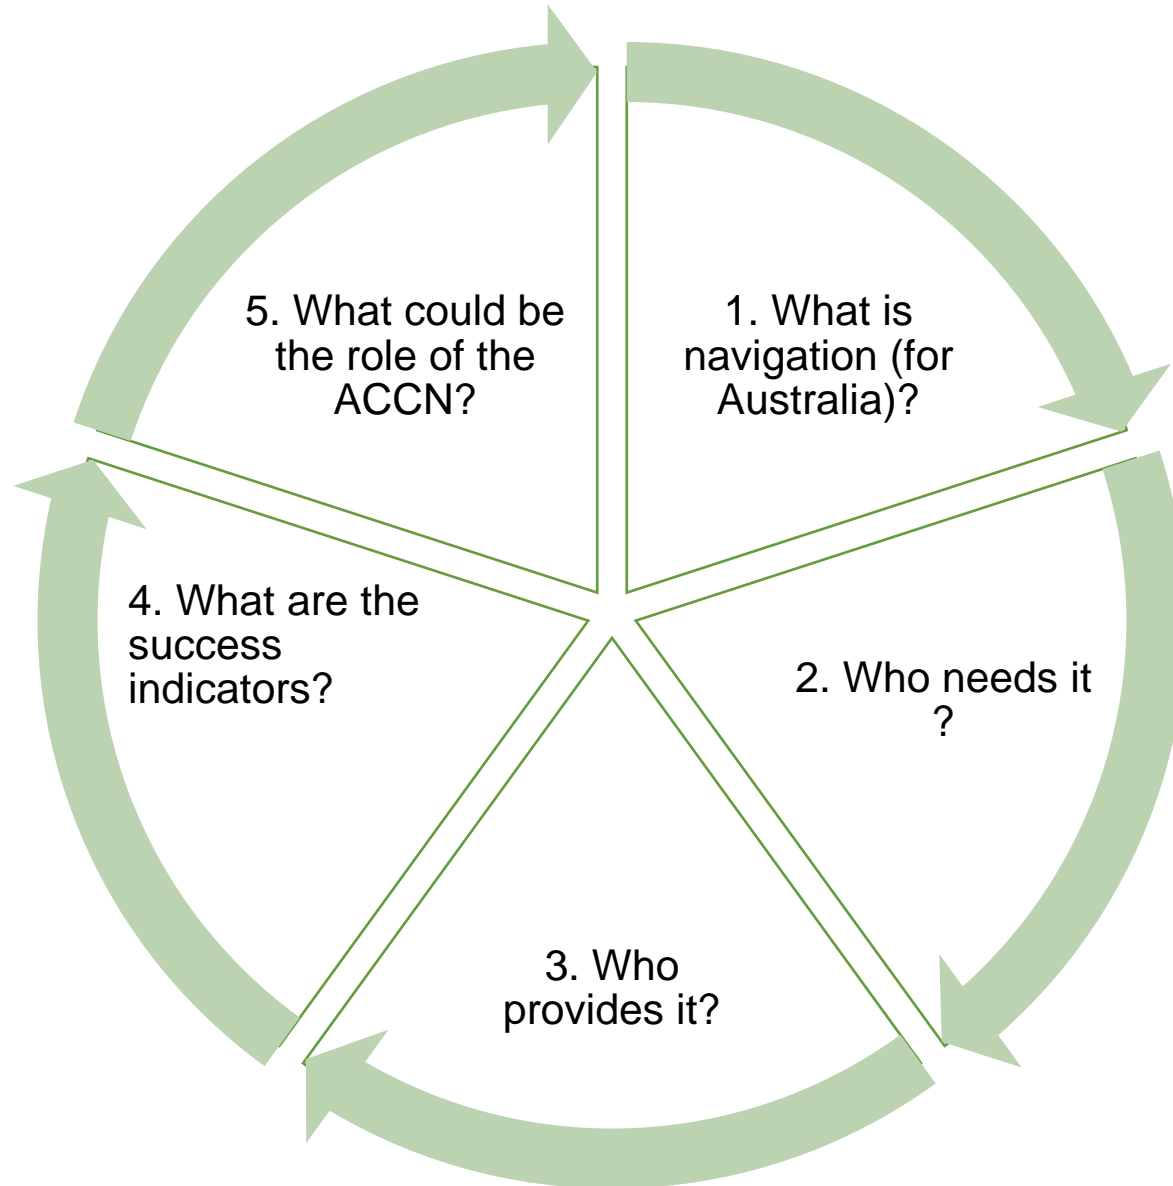 1. What is
navigation (for
Australia)?
2. Who needs it
?
3. Who
provides it?
4. What are the
success
indicators?
5. What could be
the role of the
ACCN?